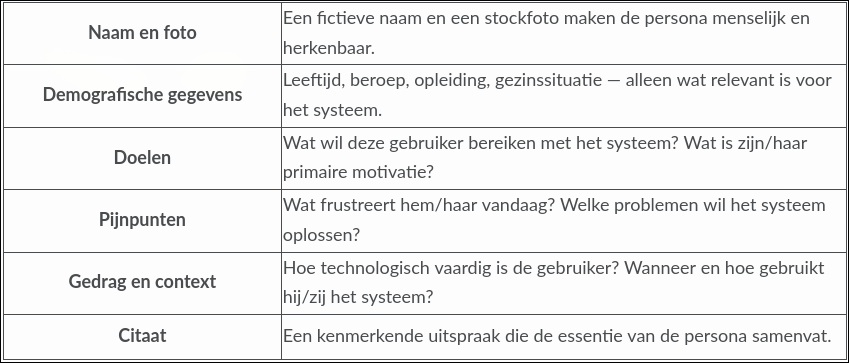 Naam en foto
Een fictieve naam en een stockfoto maken de persona menselijk en
herkenbaar.
Demografische gegevens
Leeftijd, beroep, opleiding, gezinssituatie — alleen wat relevant is voor
het systeem.
Doelen
Wat wil deze gebruiker bereiken met het systeem? Wat is zijn/haar
primaire motivatie?
Pijnpunten
Wat frustreert hem/haar vandaag? Welke problemen wil het systeem
oplossen?
Gedrag en context
Hoe technologisch vaardig is de gebruiker? Wanneer en hoe gebruikt
hij/zij het systeem?
Citaat
Een kenmerkende uitspraak die de essentie van de persona samenvat.